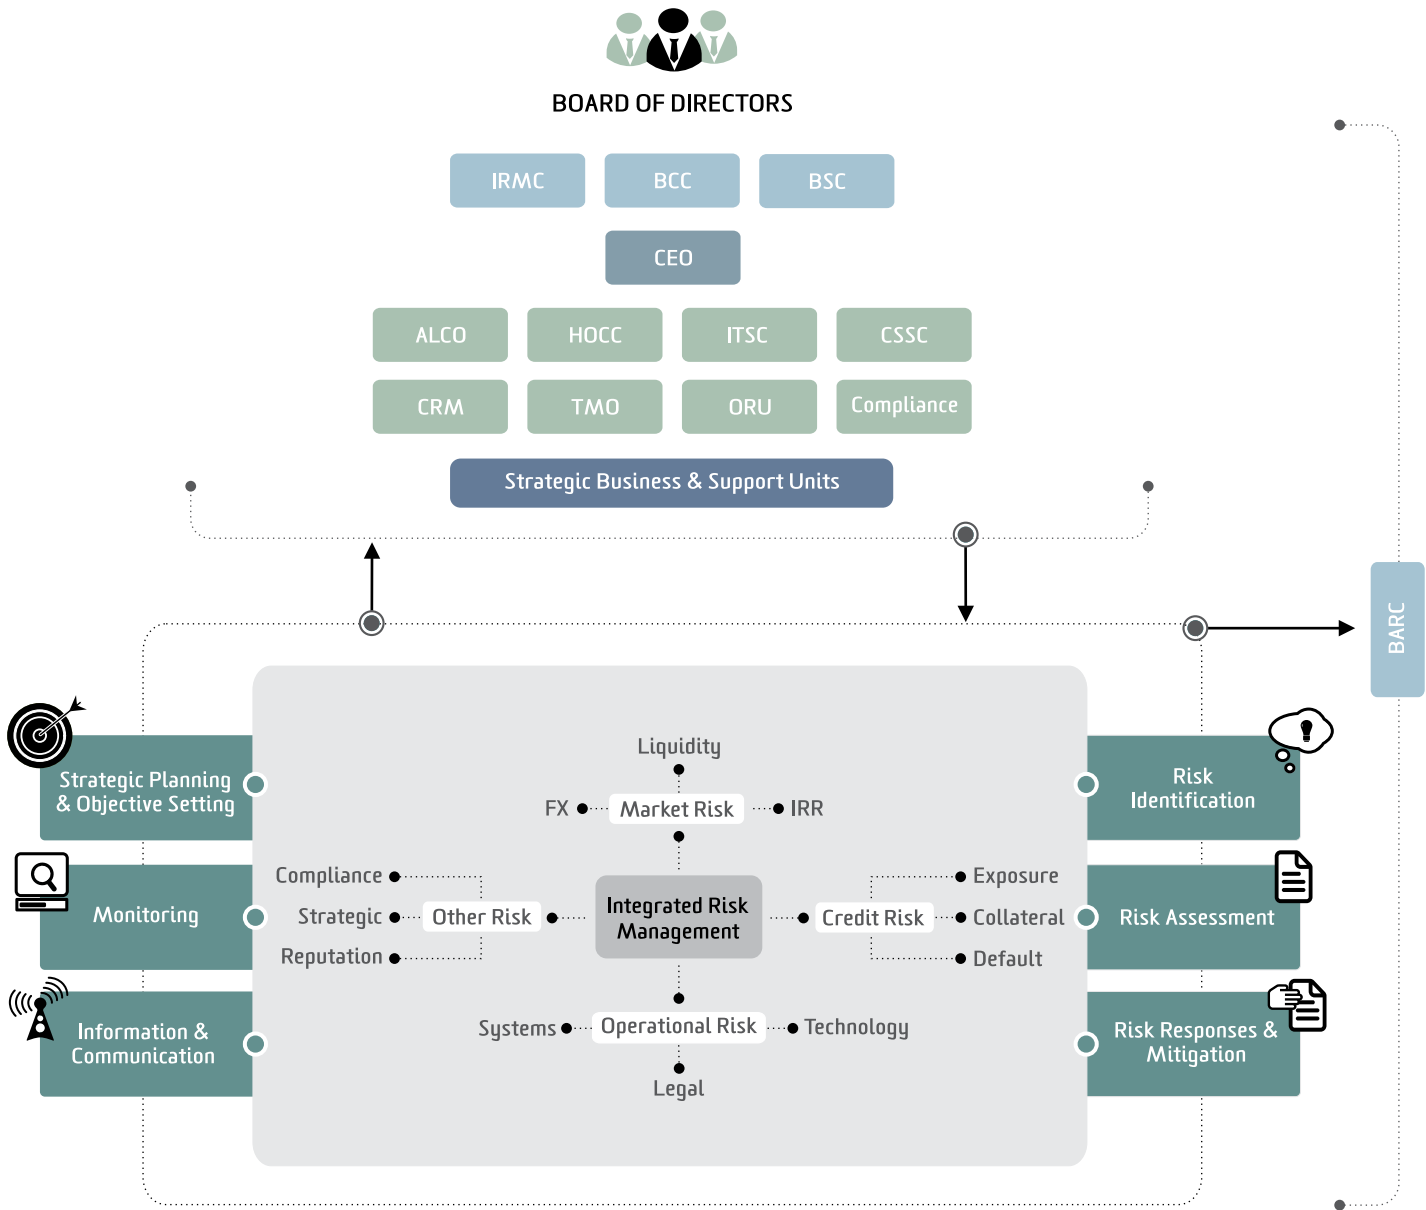 BOARD OF DIRECTORS
IRMC
BCC
BSC
CEO
ALCO
HOCC
ITSC
CSSC
CRM
TMO
ORU
Compliance
Strategic Business & Support Units
BARC
Strategic Planning
& Objective Setting
Monitoring
Information &
Communication
Liquidity
FX
Market Risk
IRR
Compliance
Strategic
Reputation
Other Risk
Integrated Risk
Management
Credit Risk
Exposure
Collateral
Default
Systems
Operational Risk
Technology
Legal
Risk
Identification
Risk Assessment
Risk Responses &
Mitigation